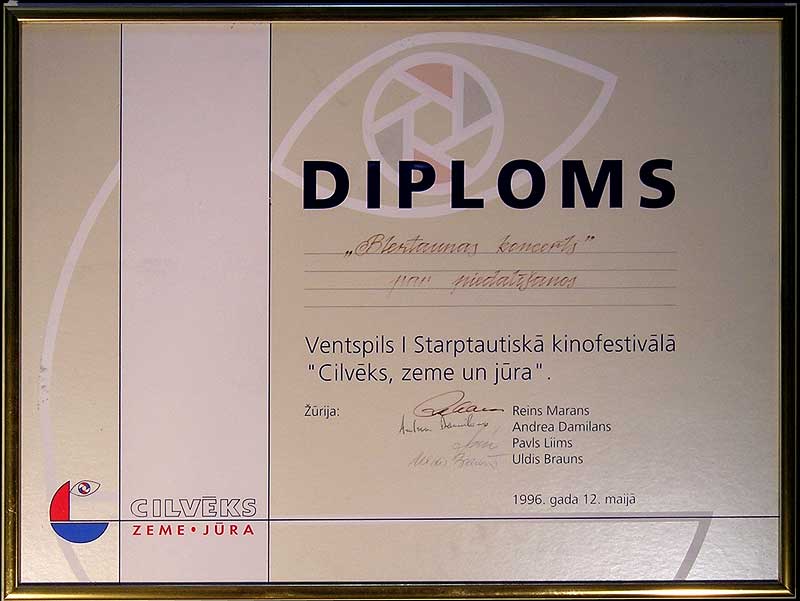 DIPLOMS
„Blertaunas koncerts"
par piedalīšanos
Ventspils I Starptautiskā kinofestivālā
"Cilvēks, zeme un jūra".
Žūrija:
Reins Marans
Andrea Damilans
Pavls Liims
Uldis Brauns
1996. gada 12. maijā
CILVĒKS
ZEME • JŪRA